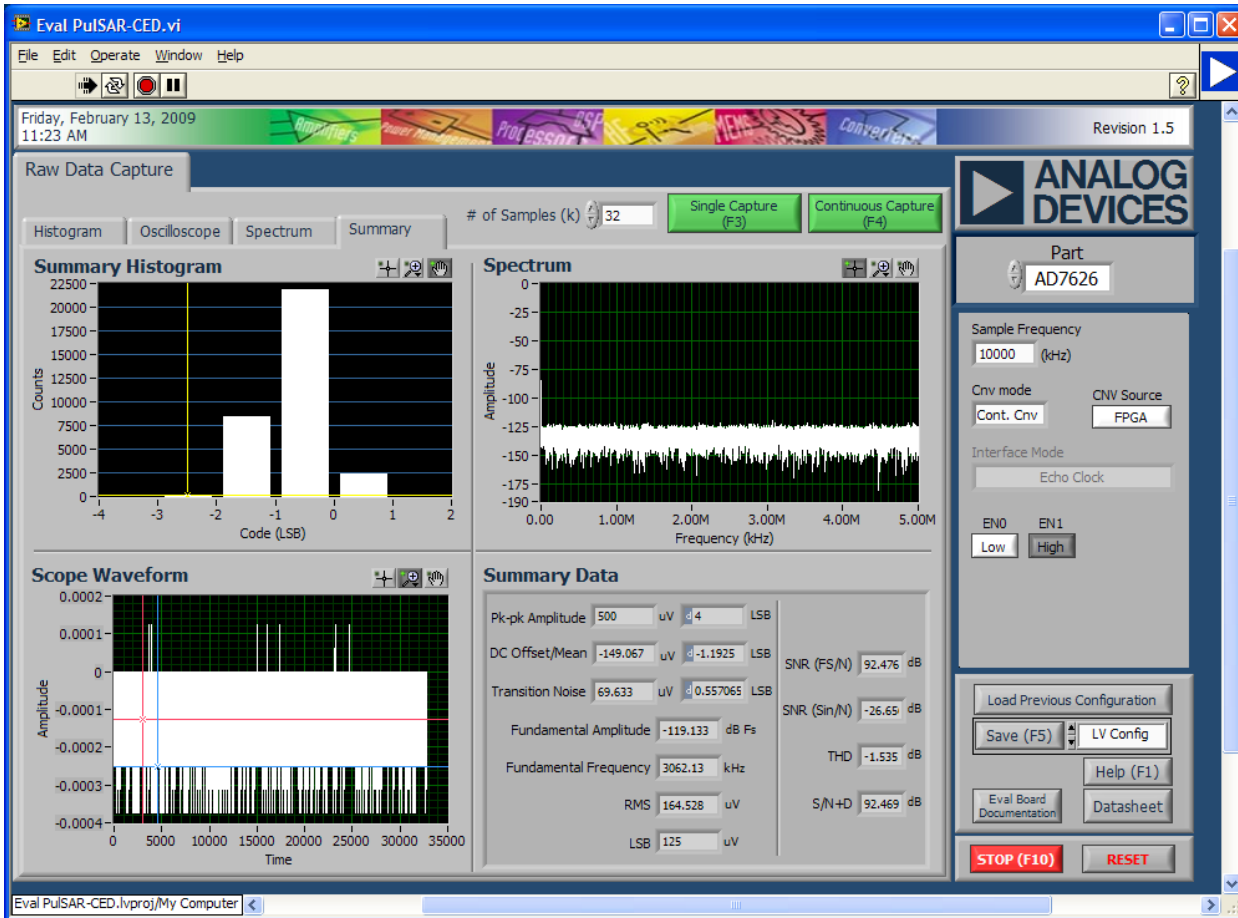 Eval PulSAR-CED.vi
File Edit Operate Window Help
Friday, February 13, 2009
11:23 AM
Amplifiers Power Management Processor DSP RF MEMS Converters
Revision 1.5
Raw Data Capture
Histogram Oscilloscope Spectrum Summary
# of Samples (k) 32
Single Capture
(F3)
Continuous Capture
(F4)
Summary Histogram
22500
20000
17500
15000
12500
10000
7500
5000
2500
0
Counts
-4 -3 -2 -1 0 1 2
Code (LSB)
Spectrum
0
-25
-50
-75
-100
-125
-150
-175
-190
Amplitude
0.00 1.00M 2.00M 3.00M 4.00M 5.00M
Frequency (kHz)
Scope Waveform
0.0002
0.0001
0
-0.0001
-0.0002
-0.0003
-0.0004
Amplitude
0 5000 10000 15000 20000 25000 30000 35000
Time
Summary Data
Pk-pk Amplitude 500 uV d 4 LSB
DC Offset/Mean -149.067 uV d -1.1925 LSB
Transition Noise 69.633 uV d 0.557065 LSB
Fundamental Amplitude -119.133 dB Fs
Fundamental Frequency 3062.13 kHz
RMS 164.528 uV
LSB 125 uV
SNR (FS/N) 92.476 dB
SNR (Sin/N) -26.65 dB
THD -1.535 dB
S/N+D 92.469 dB
ANALOG
DEVICES
Part
AD7626
Sample Frequency
10000 (kHz)
Cnv mode
Cont. Cnv
CNV Source
FPGA
Interface Mode
Echo Clock
EN0 EN1
Low High
Load Previous Configuration
Save (F5) LV Config
Help (F1)
Eval Board
Documentation
Datasheet
STOP (F10) RESET
Eval PulSAR-CED.lvproj/My Computer